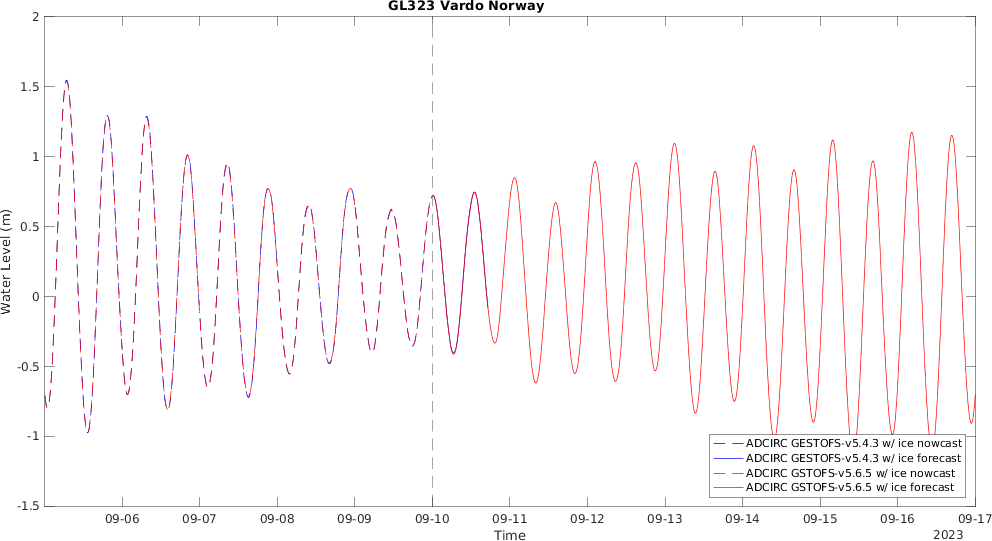 GL323 Vardo Norway
2
1.5
1
0.5
0
-0.5
-1
-1.5
Water Level (m)
ADCIRC GESTOFS-v5.4.3 w/ ice nowcast
ADCIRC GESTOFS-v5.4.3 w/ ice forecast
ADCIRC GSTOFS-v5.6.5 w/ ice nowcast
ADCIRC GSTOFS-v5.6.5 w/ ice forecast
09-06 09-07 09-08 09-09 09-10 09-11 09-12 09-13 09-14 09-15 09-16 09-17
Time
2023